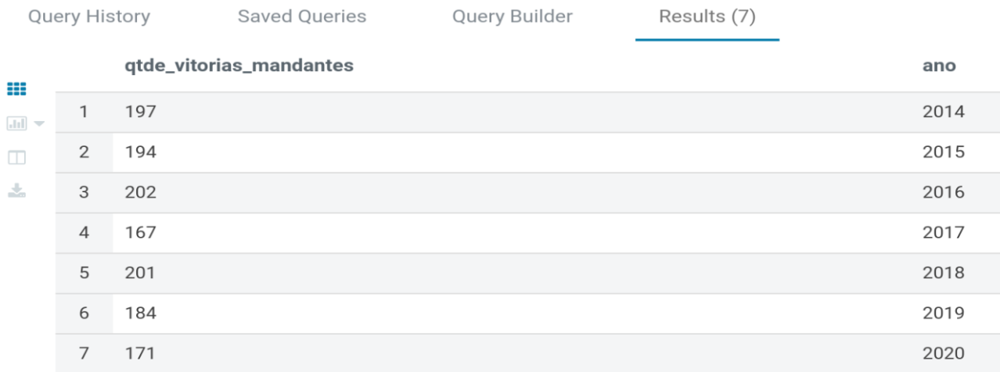 Query History Saved Queries Query Builder Results (7)
qtde_vitorias_mandantes ano
1 197 2014
2 194 2015
3 202 2016
4 167 2017
5 201 2018
6 184 2019
7 171 2020